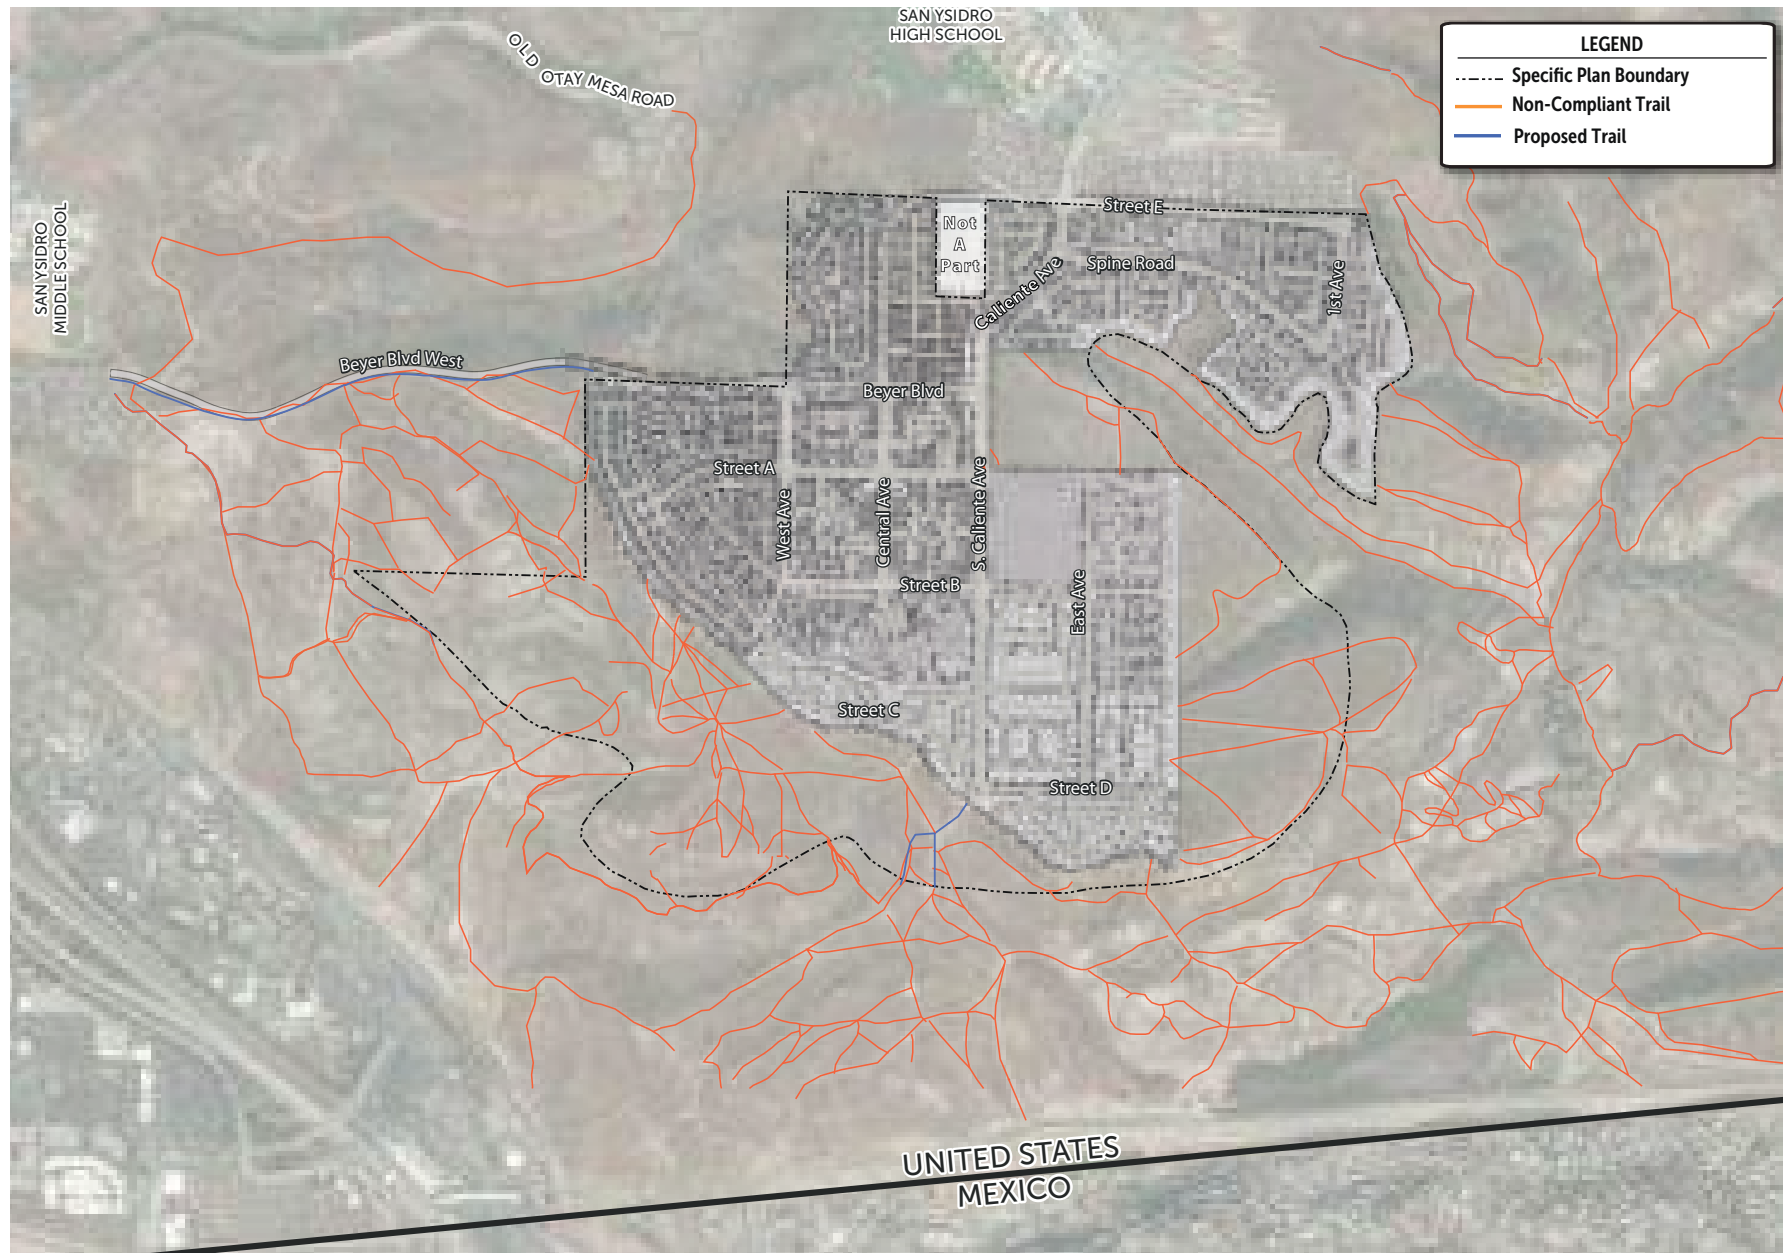 SAN YSIDRO
HIGH SCHOOL
OLD OTAY MESA ROAD
LEGEND
Specific Plan Boundary
Non-Compliant Trail
Proposed Trail
SAN YSIDRO
MIDDLE SCHOOL
Street E
Not
A
Part
Caliente Ave
Spine Road
1st Ave
Beyer Blvd West
Beyer Blvd
Street A
West Ave
Central Ave
S. Caliente Ave
Street B
East Ave
Street C
Street D
UNITED STATES
MEXICO